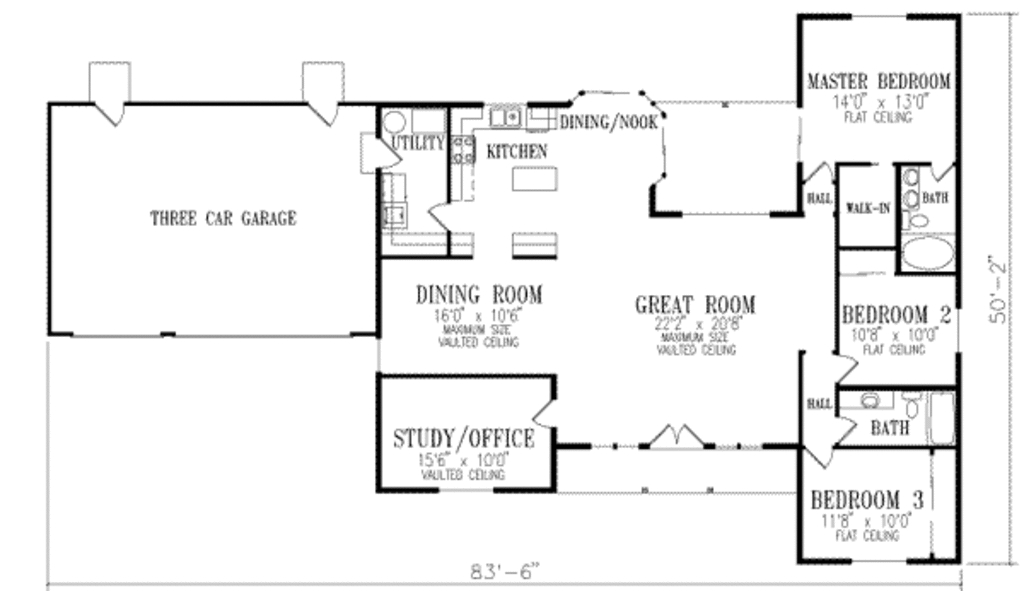 MASTER BEDROOM
14'0" x 13'0"
FLAT CEILING
DINING/NOOK
UTILITY
KITCHEN
HALL
WALK-IN
BATH
THREE CAR GARAGE
DINING ROOM
16'0" x 10'6"
MAXIMUM SIZE
VAULTED CEILING
GREAT ROOM
22'2" x 20'8"
MAXIMUM SIZE
VAULTED CEILING
BEDROOM 2
10'8" x 10'0"
FLAT CEILING
50'-2"
HALL
BATH
STUDY/OFFICE
15'6" x 10'0"
VAULTED CEILING
BEDROOM 3
11'8" x 10'0"
FLAT CEILING
83'-6"